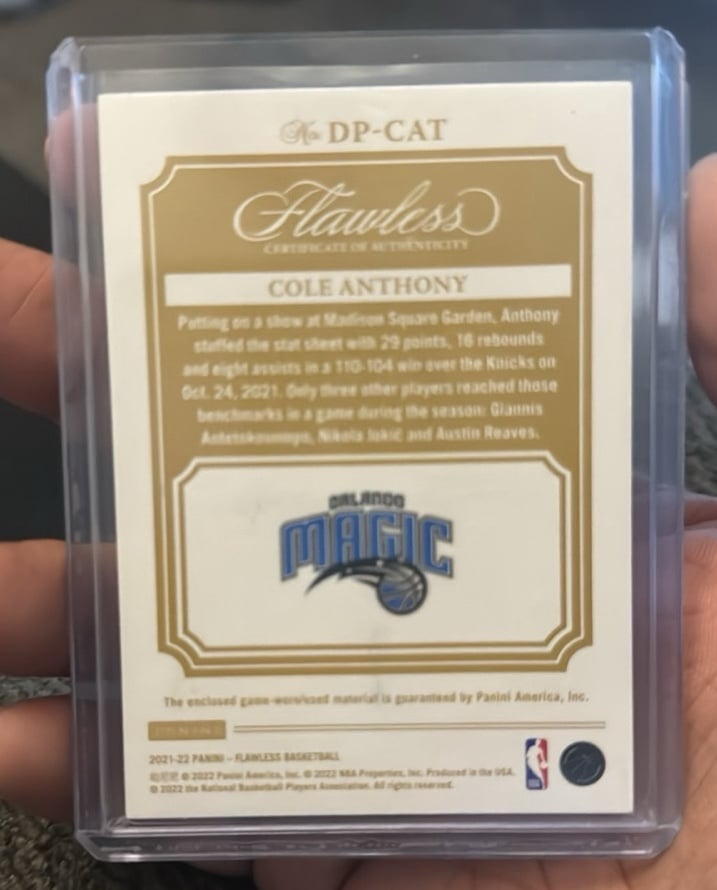 No. DP-CAT
Flawless
CERTIFICATE OF AUTHENTICITY
COLE ANTHONY
Putting on a show at Madison Square Garden, Anthony
stuffed the stat sheet with 29 points, 16 rebounds
and eight assists in a 110-104 win over the Knicks on
Oct. 24, 2021. Only three other players reached those
benchmarks in a game during the season: Giannis
Antetokounmpo, Nikola Jokić and Austin Reaves.
ORLANDO
MAGIC
The enclosed game-worn/used material is guaranteed by Panini America, Inc.
PANINI
2021-22 PANINI – FLAWLESS BASKETBALL
© 2022 Panini America, Inc. © 2022 NBA Properties, Inc. Produced in the USA.
© 2022 the National Basketball Players Association. All rights reserved.